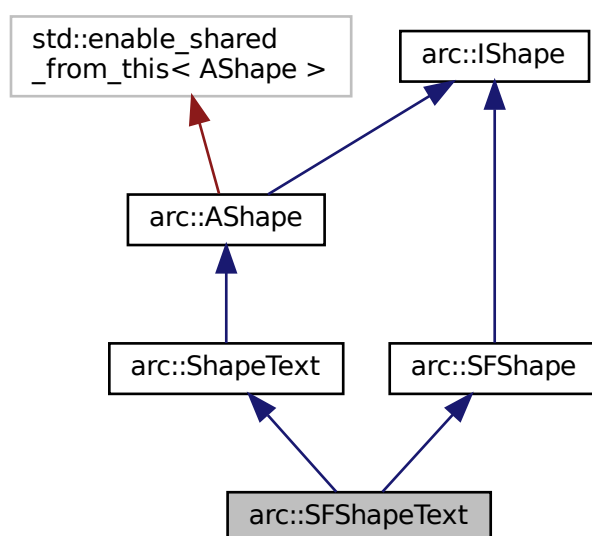 std::enable_shared
_from_this< AShape >
arc::IShape
arc::AShape
arc::ShapeText
arc::SFShape
arc::SFShapeText